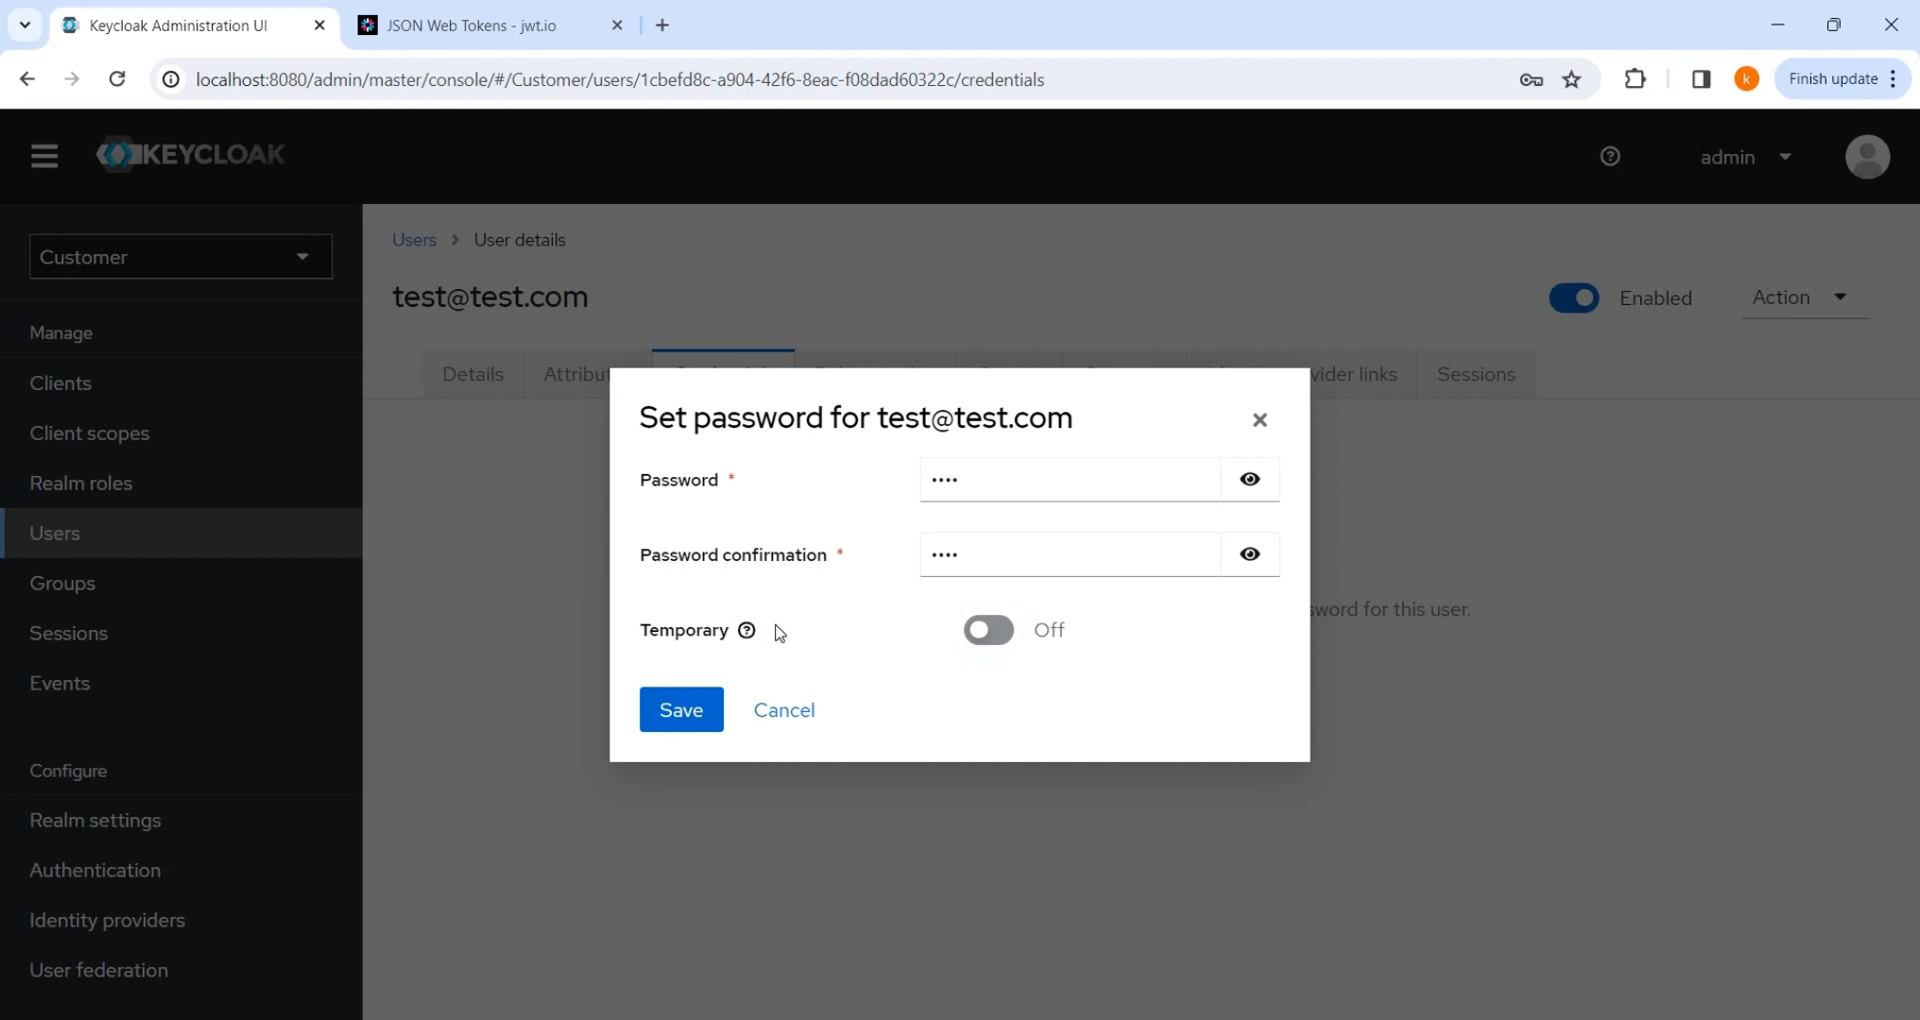 Keycloak Administration UI
JSON Web Tokens - jwt.io
localhost:8080/admin/master/console/#/Customer/users/1cbefd8c-a904-42f6-8eac-f08dad60322c/credentials
k
Finish update
KEYCLOAK
admin
Customer
Manage
Clients
Client scopes
Realm roles
Users
Groups
Sessions
Events
Configure
Realm settings
Authentication
Identity providers
User federation
Users > User details
test@test.com
Enabled
Action
Details
Attribut
vider links
Sessions
Set password for test@test.com
Password *
••••
Password confirmation *
••••
Temporary
Off
Save
Cancel
sword for this user.